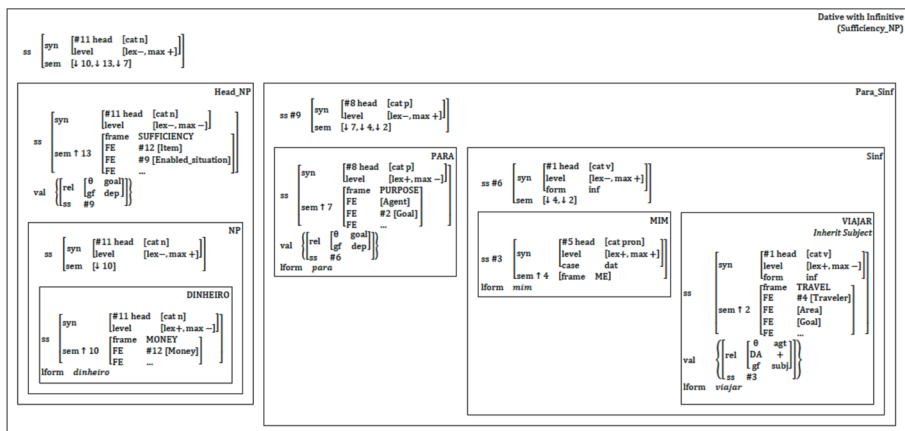 Dative with Infinitive
(Sufficiency_NP)
ss [syn [#11 head [cat n]
level [lex−, max +]]
sem [↓ 10, ↓ 13, ↓ 7]]
Head_NP
ss [syn [#11 head [cat n]
level [lex−, max −]]
sem ↑ 13 [frame SUFFICIENCY
FE #12 [Item]
FE #9 [Enabled_situation]
FE ...]]
val {[rel [θ goal]
[gf dep]
ss #9]}
NP
ss [syn [#11 head [cat n]
level [lex−, max +]]
sem [↓ 10]]
DINHEIRO
ss [syn [#11 head [cat n]
level [lex+, max −]]
sem ↑ 10 [frame MONEY
FE #12 [Money]
FE ...]]
lform dinheiro
Para_Sinf
ss #9 [syn [#8 head [cat p]
level [lex−, max +]]
sem [↓ 7, ↓ 4, ↓ 2]]
PARA
ss [syn [#8 head [cat p]
level [lex+, max −]]
sem ↑ 7 [frame PURPOSE
FE [Agent]
FE #2 [Goal]
FE ...]]
val {[rel [θ goal]
[gf dep]
ss #6]}
lform para
Sinf
ss #6 [syn [#1 head [cat v]
level [lex−, max +]
form inf]
sem [↓ 4, ↓ 2]]
MIM
ss #3 [syn [#5 head [cat pron]
level [lex+, max +]
case dat]
sem ↑ 4 [frame ME]]
lform mim
VIAJAR
Inherit Subject
ss [syn [#1 head [cat v]
level [lex+, max −]
form inf]
sem ↑ 2 [frame TRAVEL
FE #4 [Traveler]
FE [Area]
FE [Goal]
FE ...]]
val {[rel [θ agt
DA +
gf subj]
ss #3]}
lform viajar